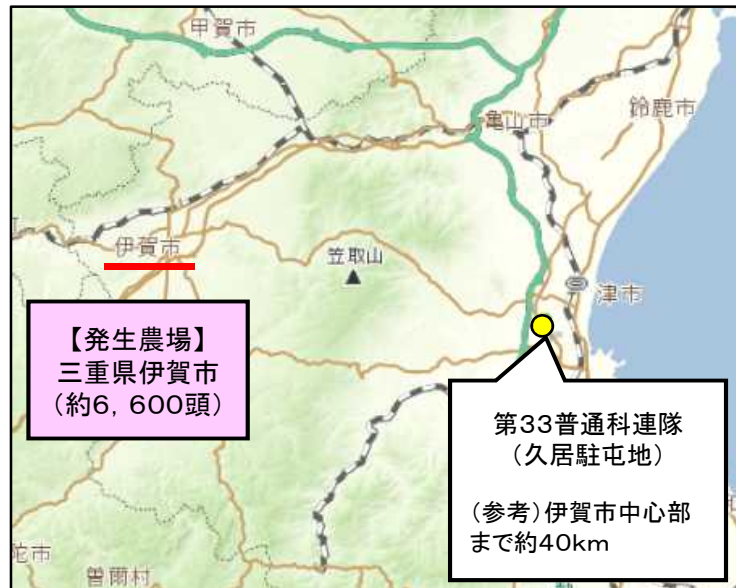 甲賀市
亀山市
鈴鹿市
伊賀市
笠取山
津市
【発生農場】
三重県伊賀市
（約6，600頭）
第33普通科連隊
（久居駐屯地）
（参考）伊賀市中心部
まで約40km
曽爾村